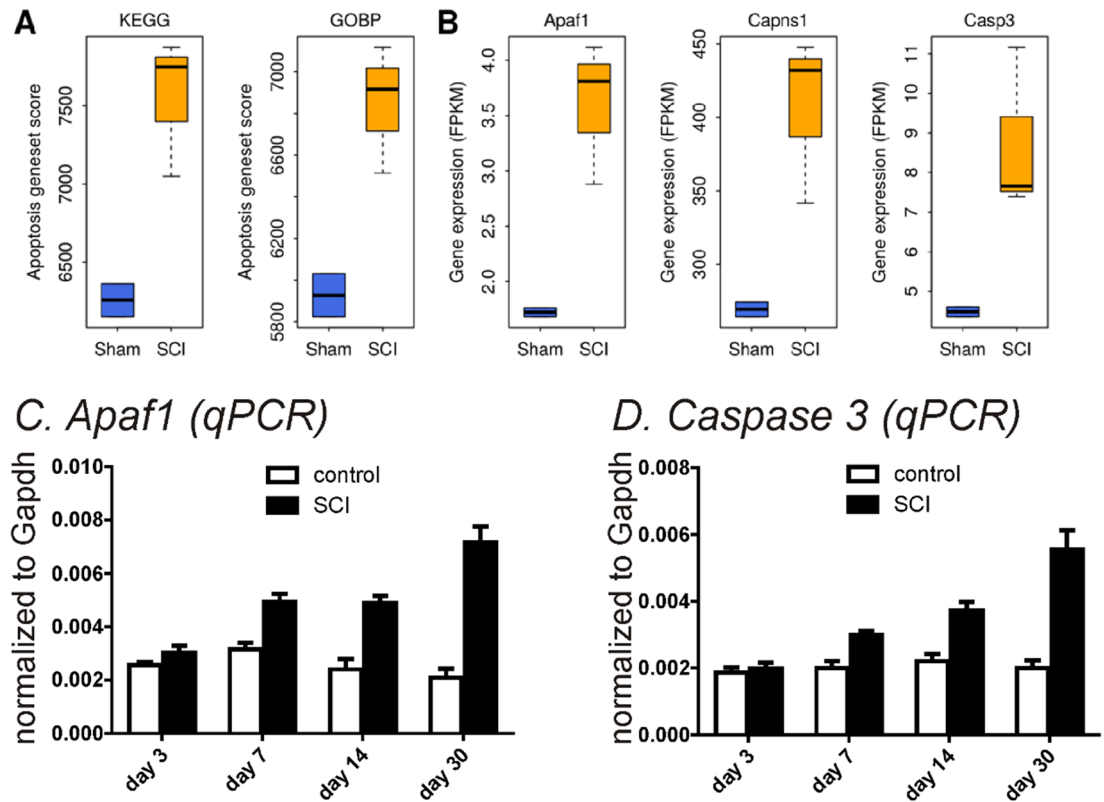 A
KEGG
Apoptosis geneset score
7500
7000
6500
Sham SCI
GOBP
Apoptosis geneset score
7000
6600
6200
5800
Sham SCI
B
Apaf1
Gene expression (FPKM)
4.0
3.5
3.0
2.5
2.0
Sham SCI
Capns1
Gene expression (FPKM)
450
400
350
300
Sham SCI
Casp3
Gene expression (FPKM)
11
10
9
8
7
6
5
Sham SCI
C. Apaf1 (qPCR)
normalized to Gapdh
0.010
0.008
0.006
0.004
0.002
0.000
control
SCI
day 3
day 7
day 14
day 30
D. Caspase 3 (qPCR)
normalized to Gapdh
0.008
0.006
0.004
0.002
0.000
control
SCI
day 3
day 7
day 14
day 30